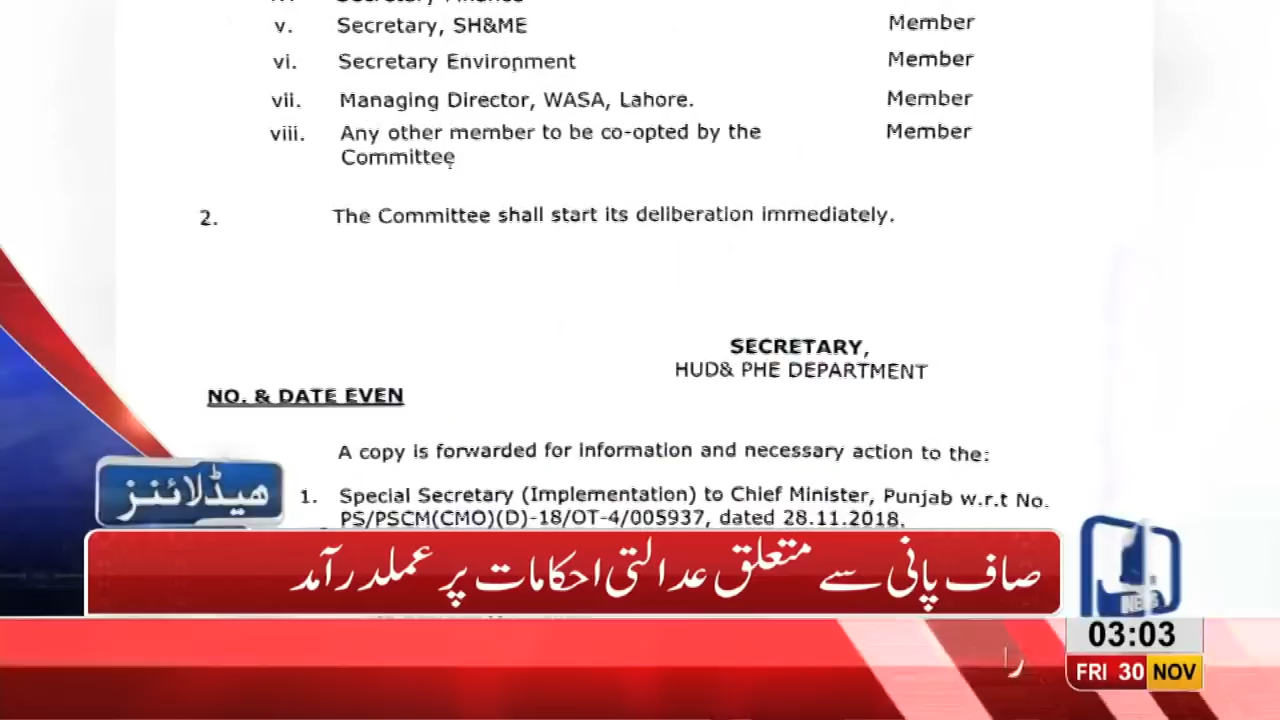 v. Secretary, SH&ME Member
vi. Secretary Environment Member
vii. Managing Director, WASA, Lahore. Member
viii. Any other member to be co-opted by the Member
Committee
2. The Committee shall start its deliberation immediately.
SECRETARY,
HUD& PHE DEPARTMENT
NO. & DATE EVEN
A copy is forwarded for information and necessary action to the:
1. Special Secretary (Implementation) to Chief Minister, Punjab w.r.t No.
PS/PSCM(CMO)(D)-18/OT-4/005937, dated 28.11.2018.
ہیڈلائنز
صاف پانی سے متعلق عدالتی احکامات پر عملدرآمد
NEWS
03:03
FRI 30 NOV